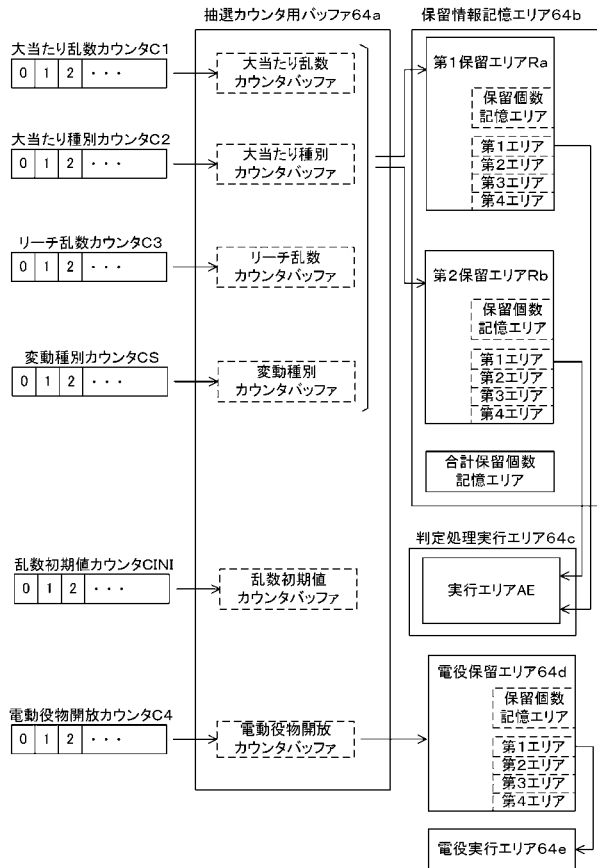 抽選カウンタ用バッファ64a
保留情報記憶エリア64b
大当たり乱数カウンタC1
0 1 2 ・・・
大当たり乱数
カウンタバッファ
大当たり種別カウンタC2
0 1 2 ・・・
大当たり種別
カウンタバッファ
リーチ乱数カウンタC3
0 1 2 ・・・
リーチ乱数
カウンタバッファ
変動種別カウンタCS
0 1 2 ・・・
変動種別
カウンタバッファ
乱数初期値カウンタCINI
0 1 2 ・・・
乱数初期値
カウンタバッファ
電動役物開放カウンタC4
0 1 2 ・・・
電動役物開放
カウンタバッファ
第1保留エリアRa
保留個数
記憶エリア
第1エリア
第2エリア
第3エリア
第4エリア
第2保留エリアRb
保留個数
記憶エリア
第1エリア
第2エリア
第3エリア
第4エリア
合計保留個数
記憶エリア
判定処理実行エリア64c
実行エリアAE
電役保留エリア64d
保留個数
記憶エリア
第1エリア
第2エリア
第3エリア
第4エリア
電役実行エリア64e